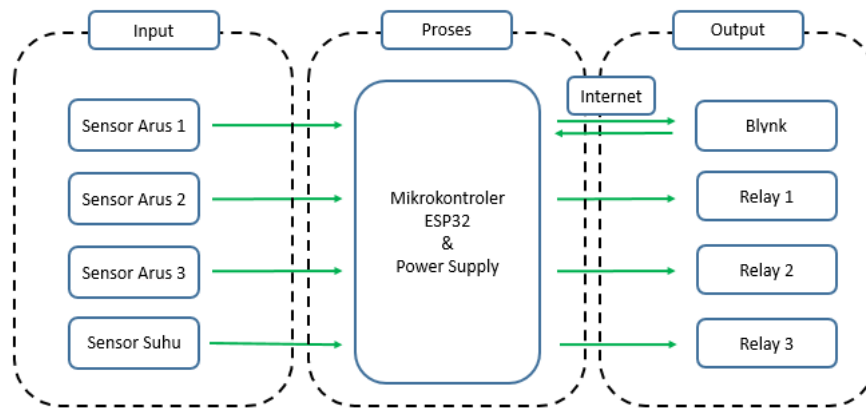 Input
Proses
Output
Internet
Sensor Arus 1
Blynk
Sensor Arus 2
Relay 1
Mikrokontroler
ESP32
&
Power Supply
Sensor Arus 3
Relay 2
Sensor Suhu
Relay 3